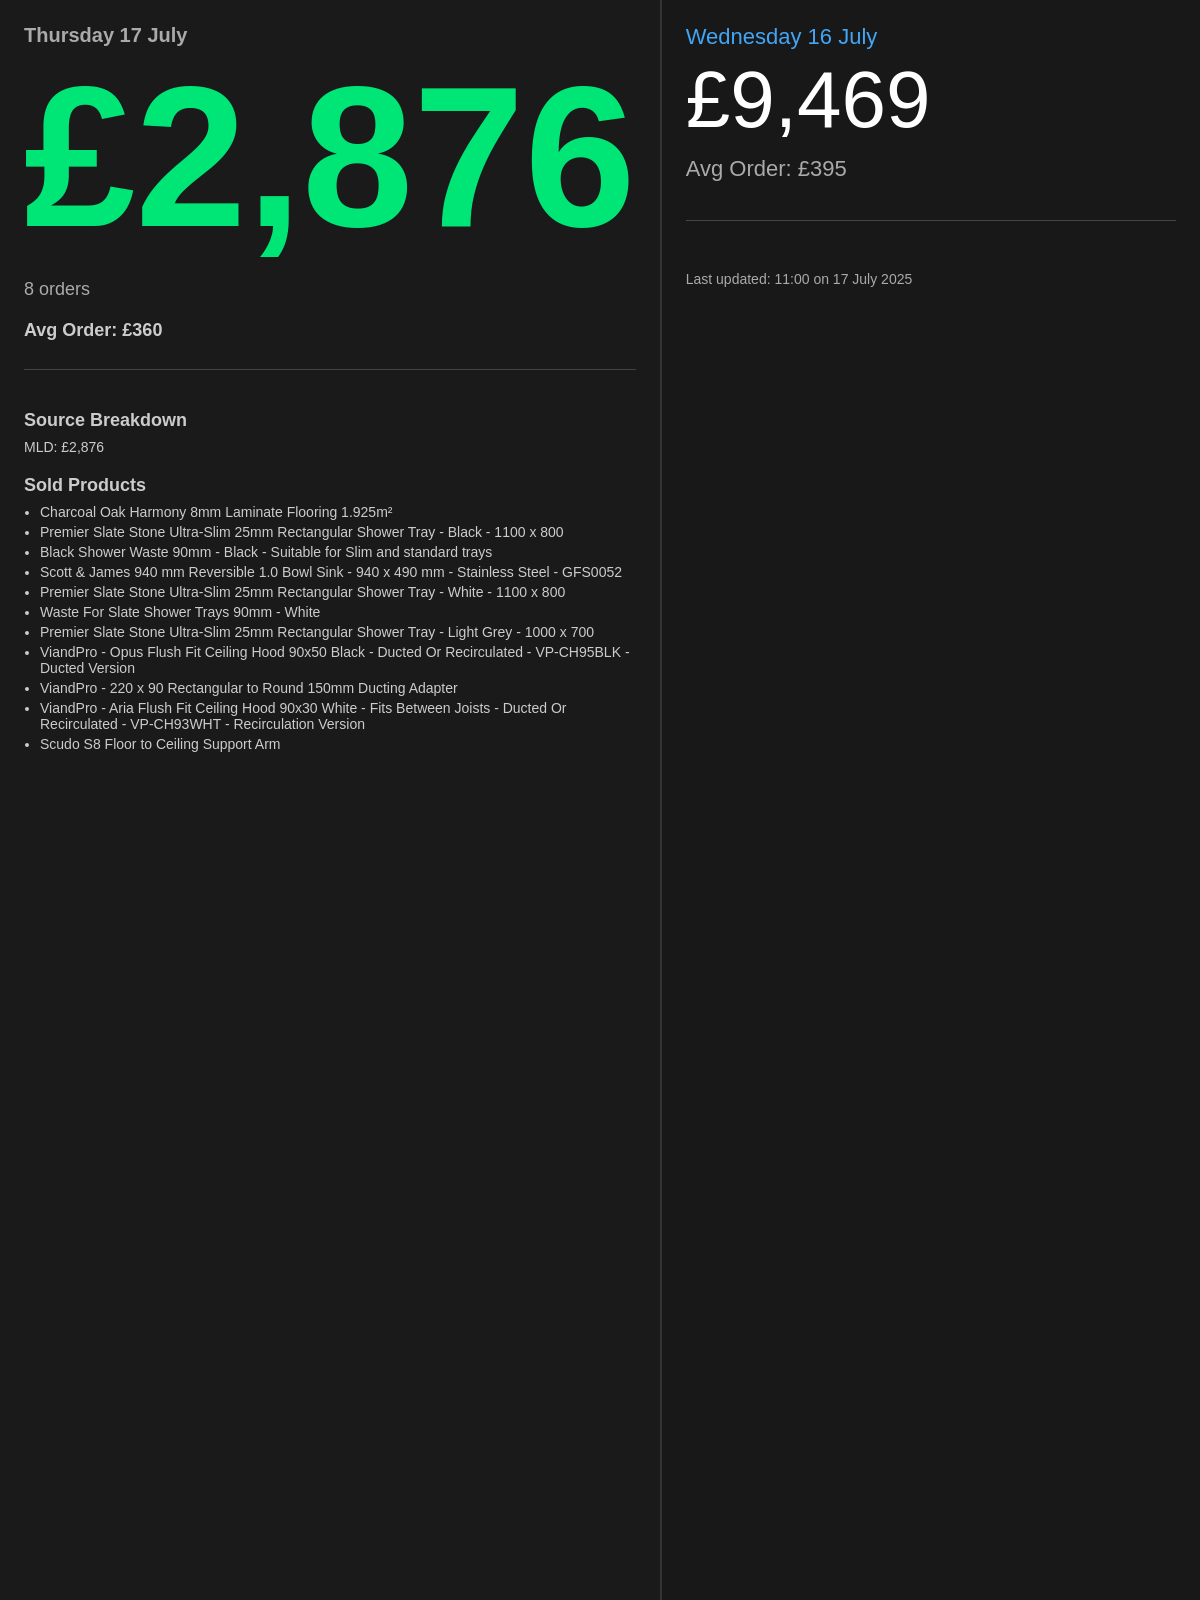 Thursday 17 July
£2,876
8 orders
Avg Order: £360
Source Breakdown
MLD: £2,876
Sold Products
• Charcoal Oak Harmony 8mm Laminate Flooring 1.925m²
• Premier Slate Stone Ultra-Slim 25mm Rectangular Shower Tray - Black - 1100 x 800
• Black Shower Waste 90mm - Black - Suitable for Slim and standard trays
• Scott & James 940 mm Reversible 1.0 Bowl Sink - 940 x 490 mm - Stainless Steel - GFS0052
• Premier Slate Stone Ultra-Slim 25mm Rectangular Shower Tray - White - 1100 x 800
• Waste For Slate Shower Trays 90mm - White
• Premier Slate Stone Ultra-Slim 25mm Rectangular Shower Tray - Light Grey - 1000 x 700
• ViandPro - Opus Flush Fit Ceiling Hood 90x50 Black - Ducted Or Recirculated - VP-CH95BLK -
Ducted Version
• ViandPro - 220 x 90 Rectangular to Round 150mm Ducting Adapter
• ViandPro - Aria Flush Fit Ceiling Hood 90x30 White - Fits Between Joists - Ducted Or
Recirculated - VP-CH93WHT - Recirculation Version
• Scudo S8 Floor to Ceiling Support Arm
Wednesday 16 July
£9,469
Avg Order: £395
Last updated: 11:00 on 17 July 2025